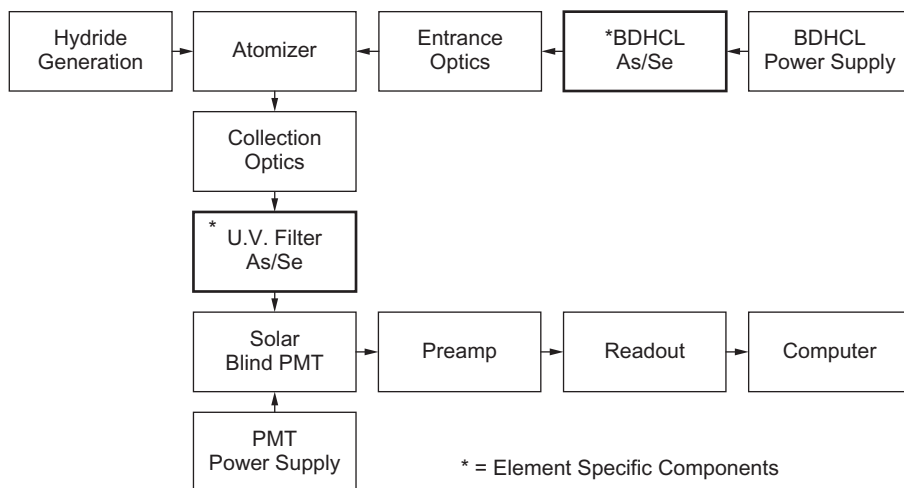 Hydride
Generation
Atomizer
Entrance
Optics
*BDHCL
As/Se
BDHCL
Power Supply
Collection
Optics
* U.V. Filter
As/Se
Solar
Blind PMT
Preamp
Readout
Computer
PMT
Power Supply
* = Element Specific Components